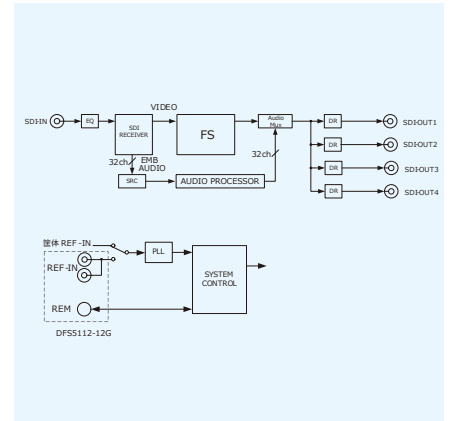 VIDEO
SDI-IN
EQ
SDI
RECEIVER
FS
Audio
Mux
DR
SDI-OUT1
DR
SDI-OUT2
DR
SDI-OUT3
DR
SDI-OUT4
32ch
EMB
AUDIO
32ch
SRC
AUDIO PROCESSOR
筐体 REF-IN
REF-IN
PLL
SYSTEM
CONTROL
REM
DFS5112-12G